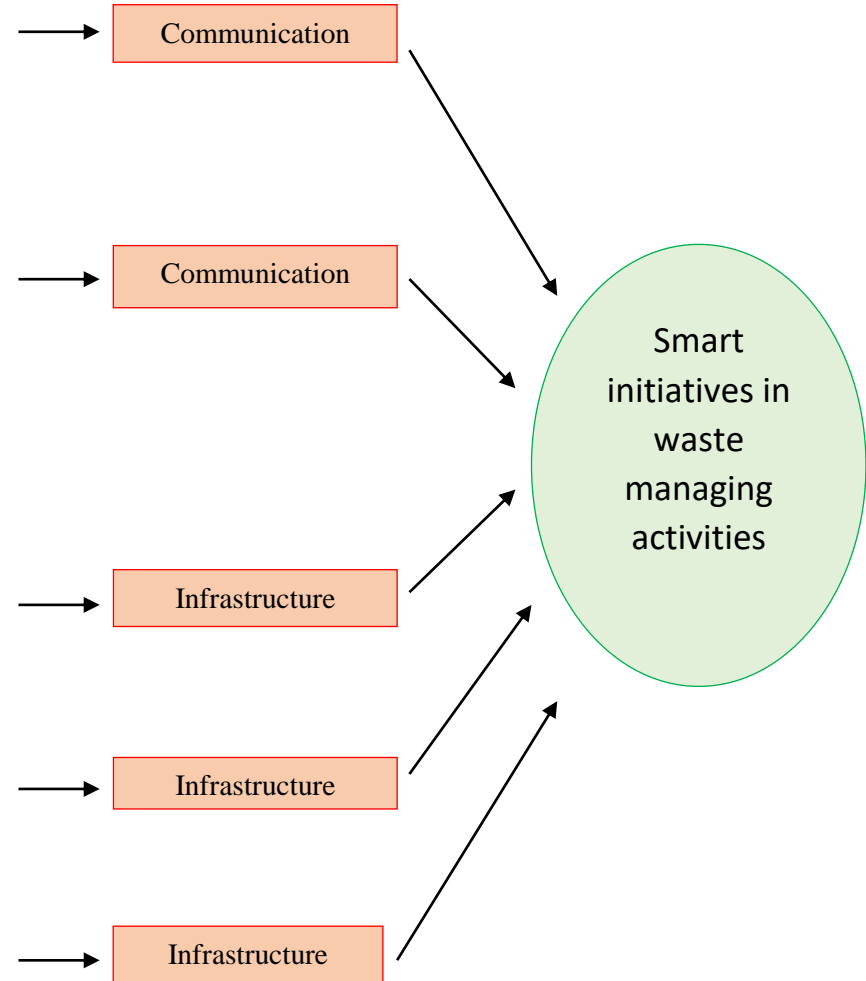 Communication
Communication
Smart
initiatives in
waste
managing
activities
Infrastructure
Infrastructure
Infrastructure